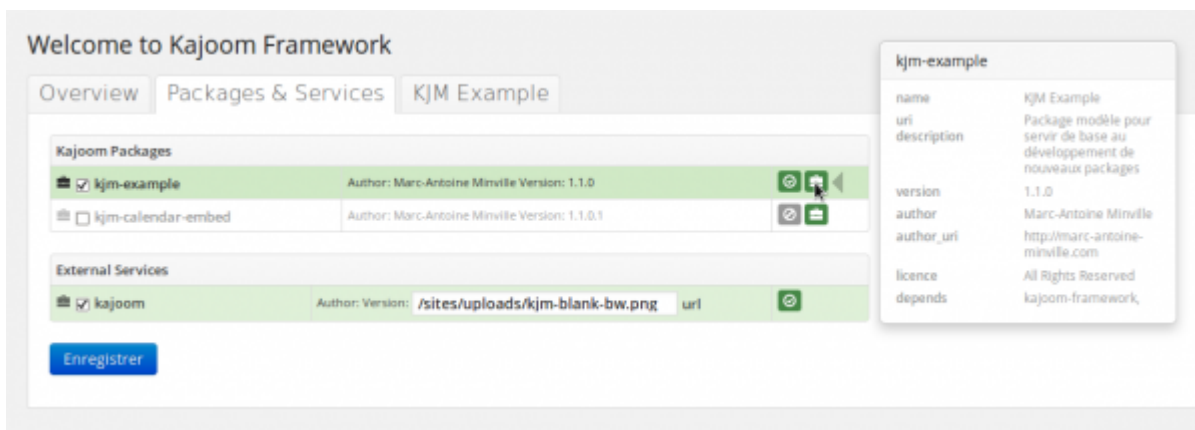 Welcome to Kajoom Framework
Overview Packages & Services KJM Example
Kajoom Packages
kjm-example Author: Marc-Antoine Minville Version: 1.1.0
kjm-calendar-embed Author: Marc-Antoine Minville Version: 1.1.0.1
External Services
kajoom Author: Version: /sites/uploads/kjm-blank-bw.png url
Enregistrer
kjm-example
name KJM Example
uri Package modèle pour
description servir de base au
développement de
nouveaux packages
version 1.1.0
author Marc-Antoine Minville
author_uri http://marc-antoine-
minville.com
licence All Rights Reserved
depends kajoom-framework,